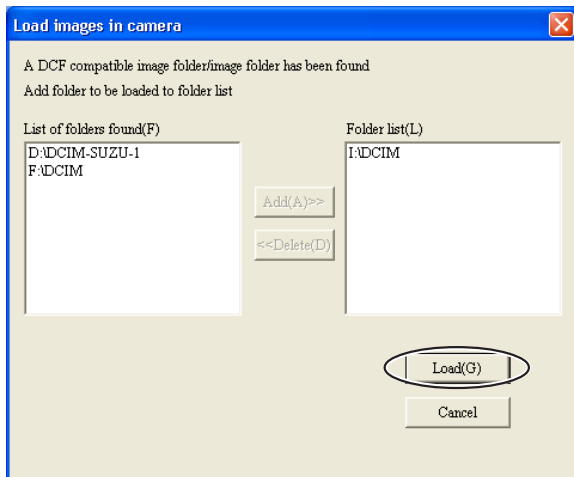 Load images in camera
A DCF compatible image folder/image folder has been found
Add folder to be loaded to folder list
List of folders found(F)
Folder list(L)
D:\DCIM-SUZU-1
F:\DCIM
I:\DCIM
Add(A)>>
<<Delete(D)
Load(G)
Cancel